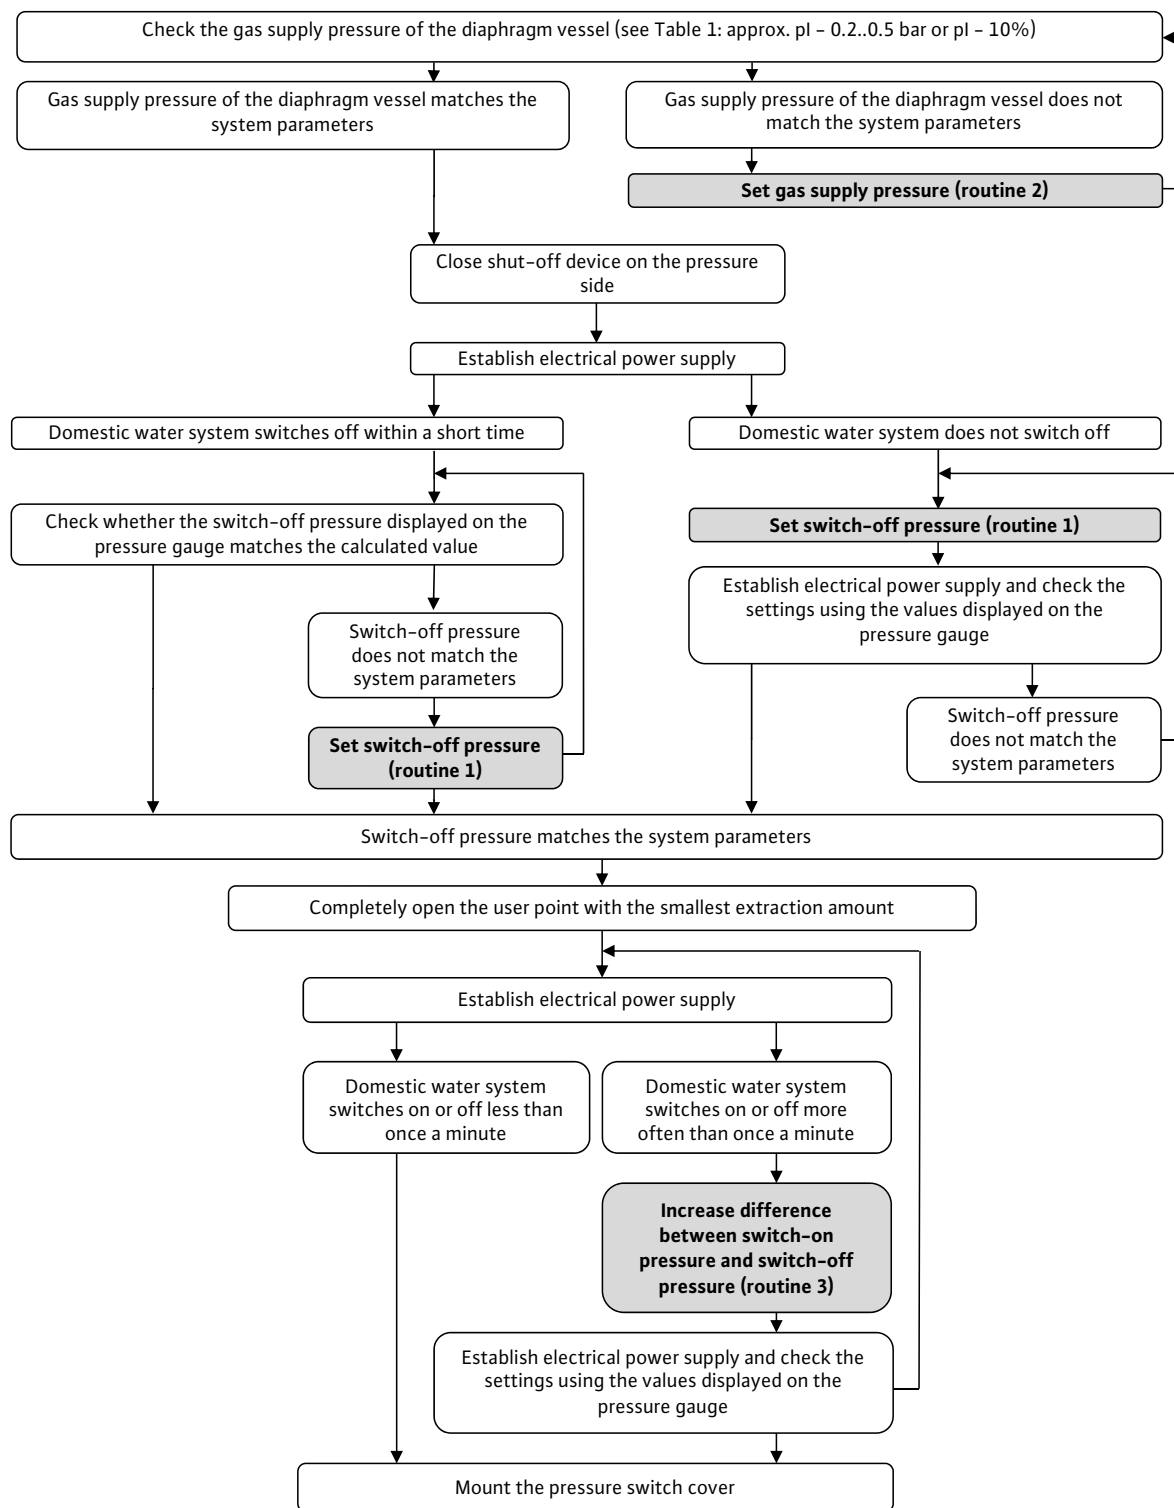 Check the gas supply pressure of the diaphragm vessel (see Table 1: approx. pI – 0.2..0.5 bar or pI – 10%)
Gas supply pressure of the diaphragm vessel matches the
system parameters
Gas supply pressure of the diaphragm vessel does not
match the system parameters
Set gas supply pressure (routine 2)
Close shut-off device on the pressure
side
Establish electrical power supply
Domestic water system switches off within a short time
Domestic water system does not switch off
Check whether the switch-off pressure displayed on the
pressure gauge matches the calculated value
Set switch-off pressure (routine 1)
Establish electrical power supply and check the
settings using the values displayed on the
pressure gauge
Switch-off pressure
does not match the
system parameters
Set switch-off pressure
(routine 1)
Switch-off pressure
does not match the
system parameters
Switch-off pressure matches the system parameters
Completely open the user point with the smallest extraction amount
Establish electrical power supply
Domestic water system
switches on or off less than
once a minute
Domestic water system
switches on or off more
often than once a minute
Increase difference
between switch-on
pressure and switch-off
pressure (routine 3)
Establish electrical power supply and check the
settings using the values displayed on the
pressure gauge
Mount the pressure switch cover